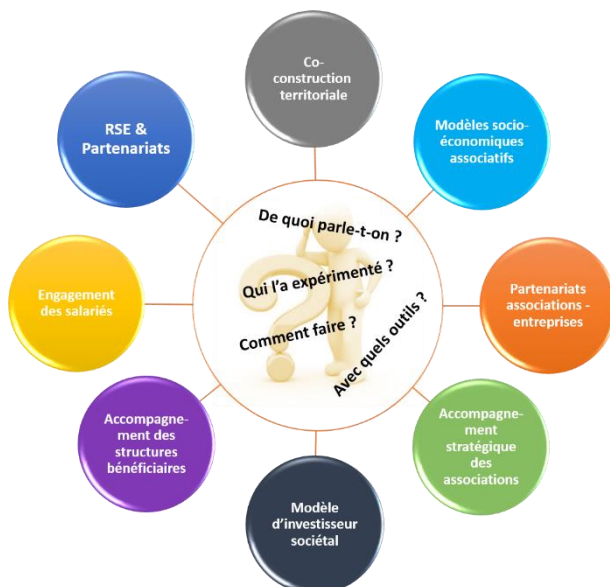 Co-
construction
territoriale
RSE &
Partenariats
Modèles socio-
économiques
associatifs
De quoi parle-t-on ?
Qui l'a expérimenté ?
Comment faire ?
Avec quels outils ?
Engagement
des salariés
Partenariats
associations -
entreprises
Accompagne-
ment des
structures
bénéficiaires
Accompagne-
ment
stratégique
des
associations
Modèle
d'investisseur
sociétal